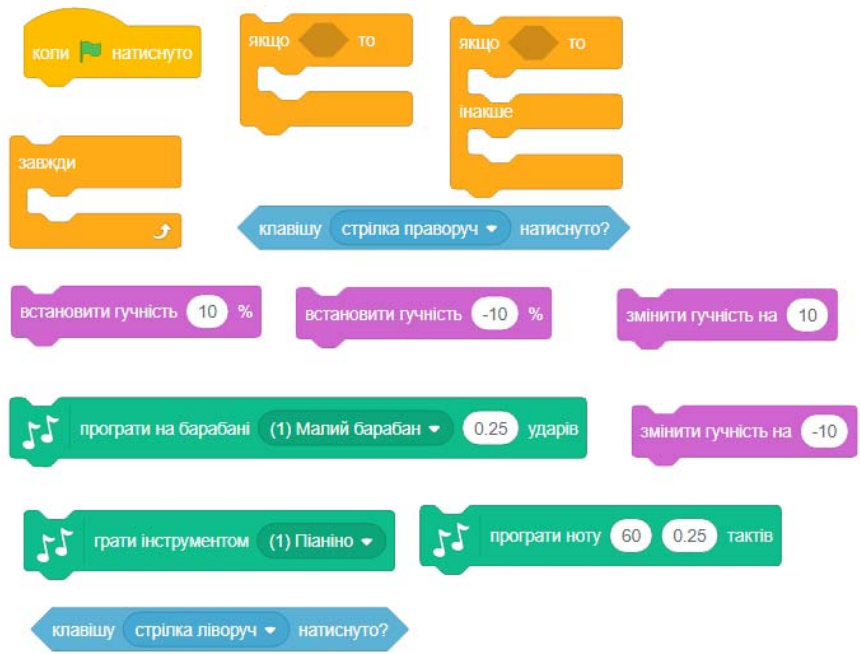 коли натиснуто
якщо то
якщо то
інакше
завжди
клавішу стрілка праворуч натиснуто?
встановити гучність 10 %
встановити гучність -10 %
змінити гучність на 10
програти на барабані (1) Малий барабан 0.25 ударів
змінити гучність на -10
грати інструментом (1) Піаніно
програти ноту 60 0.25 тактів
клавішу стрілка ліворуч натиснуто?